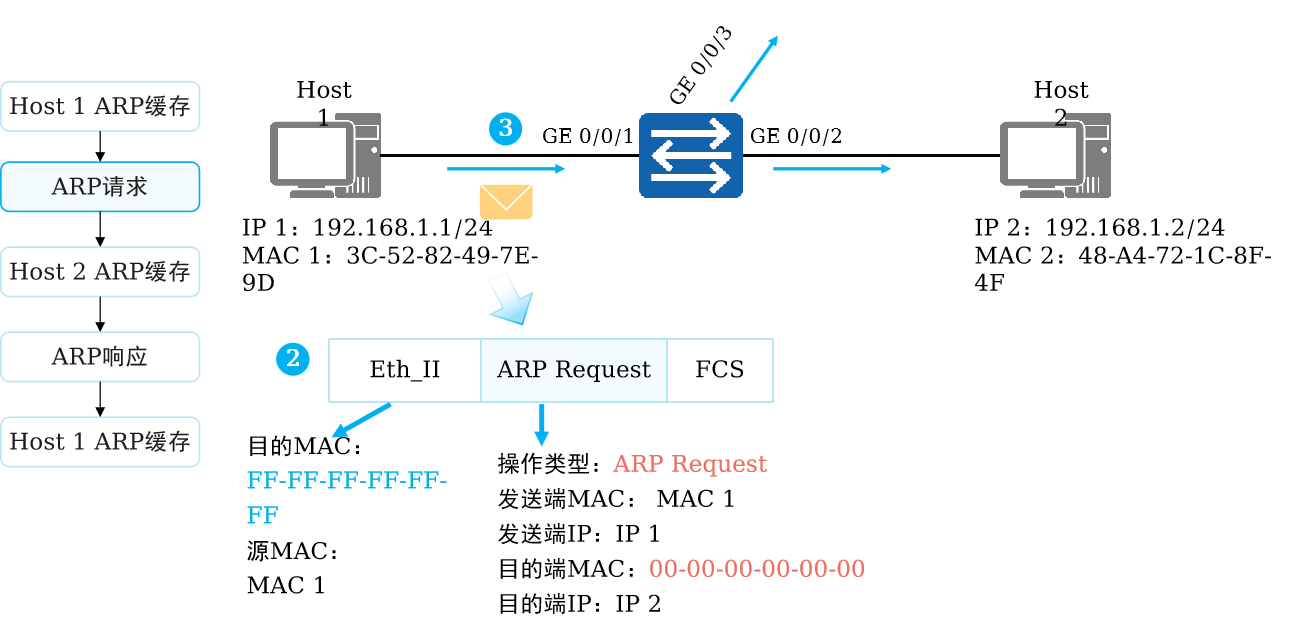 Host 1 ARP缓存
ARP请求
Host 2 ARP缓存
ARP响应
Host 1 ARP缓存
Host
1
3
GE 0/0/1
GE 0/0/3
GE 0/0/2
Host
2
IP 1：192.168.1.1/24
MAC 1：3C-52-82-49-7E-
9D
IP 2：192.168.1.2/24
MAC 2：48-A4-72-1C-8F-
4F
2
Eth_II
ARP Request
FCS
目的MAC：
FF-FF-FF-FF-FF-
FF
源MAC：
MAC 1
操作类型：ARP Request
发送端MAC： MAC 1
发送端IP：IP 1
目的端MAC：00-00-00-00-00-00
目的端IP：IP 2